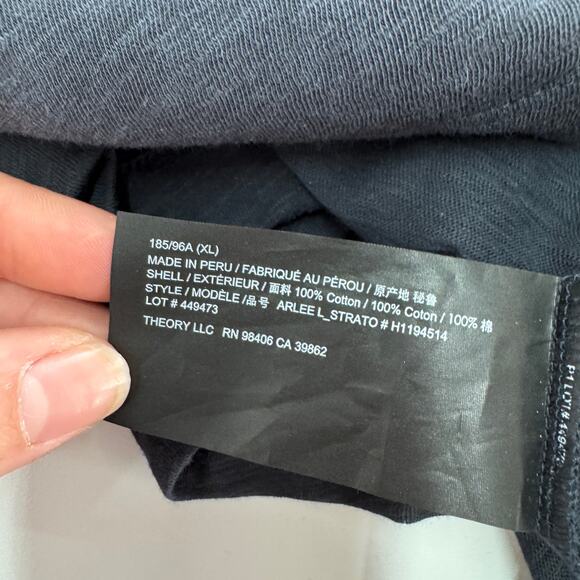 185/96A (XL)
MADE IN PERU / FABRIQUÉ AU PÉROU / 原产地 秘鲁
SHELL / EXTÉRIEUR / 面料 100% Cotton / 100% Coton / 100% 棉
STYLE / MODÈLE /品号 ARLEE L_STRATO # H1194514
LOT # 449473
THEORY LLC RN 98406 CA 39862